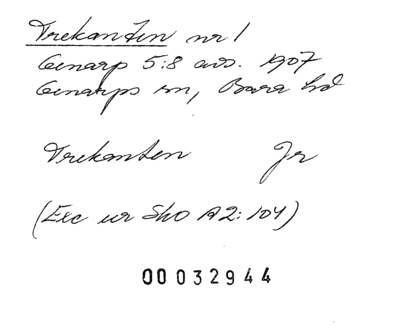 Trekanten nr 1
Genarp 5:8 avs. 1907
Genarps sn, Bara hd
Trekanten Jr
(Exc ur Sko A2:104)
00032944